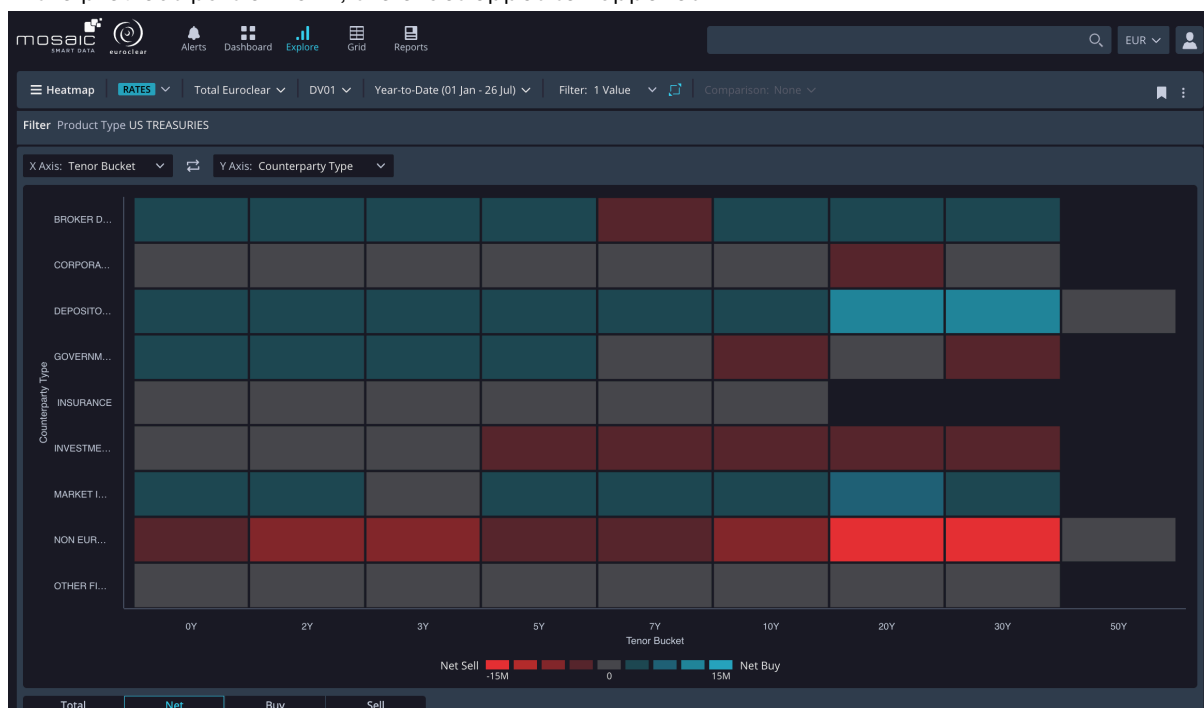 mosaic
SMART DATA
euroclear
Alerts Dashboard Explore Grid Reports
EUR
Heatmap RATES Total Euroclear DV01 Year-to-Date (01 Jan - 26 Jul) Filter: 1 Value Comparison: None
Filter Product Type US TREASURIES
X Axis: Tenor Bucket Y Axis: Counterparty Type
Counterparty Type
BROKER D...
CORPORA...
DEPOSITO...
GOVERNM...
INSURANCE
INVESTME...
MARKET I...
NON EUR...
OTHER FI...
0Y 2Y 3Y 5Y 7Y 10Y 20Y 30Y 50Y
Tenor Bucket
Net Sell Net Buy
-15M 0 15M
Total Net Buy Sell